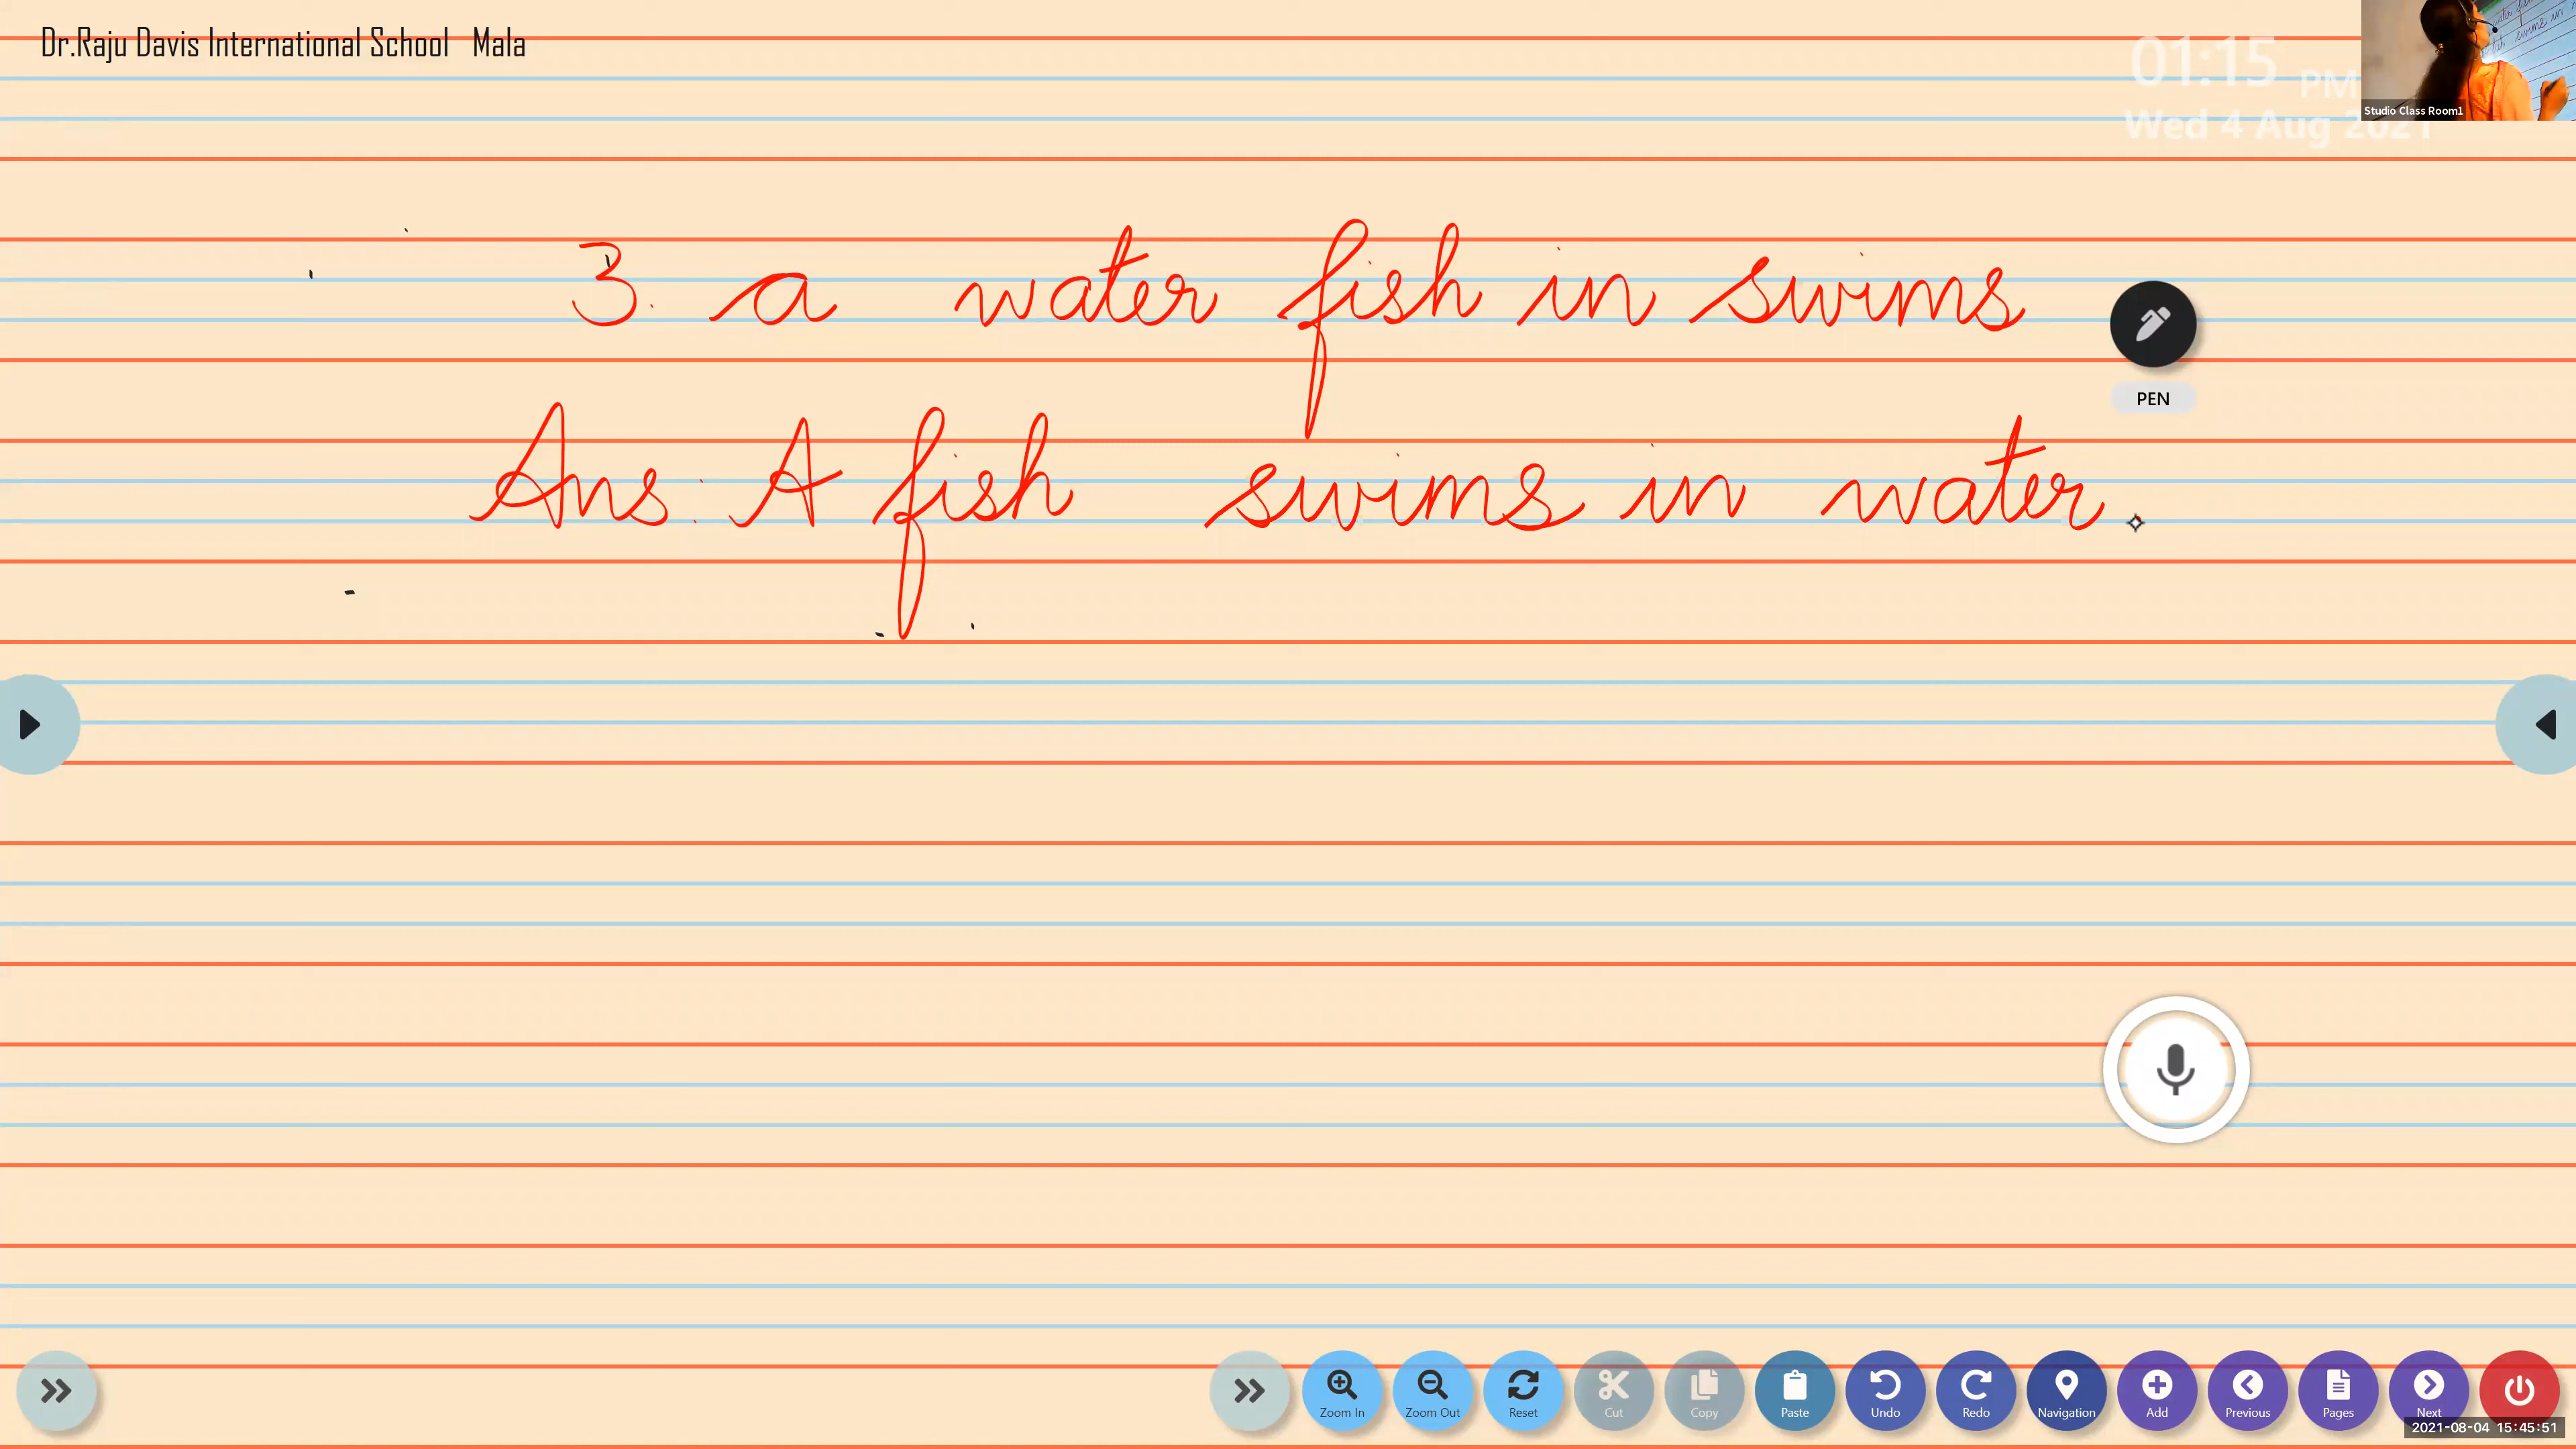 Dr.Raju Davis International School Mala
01:15 PM
Wed 4 Aug 2021
Studio Class Room1
3. a water fish in swims
PEN
Ans: A fish swims in water.
Zoom In Zoom Out Reset Cut Copy Paste Undo Redo Navigation Add Previous Pages Next
2021-08-04 15:45:51